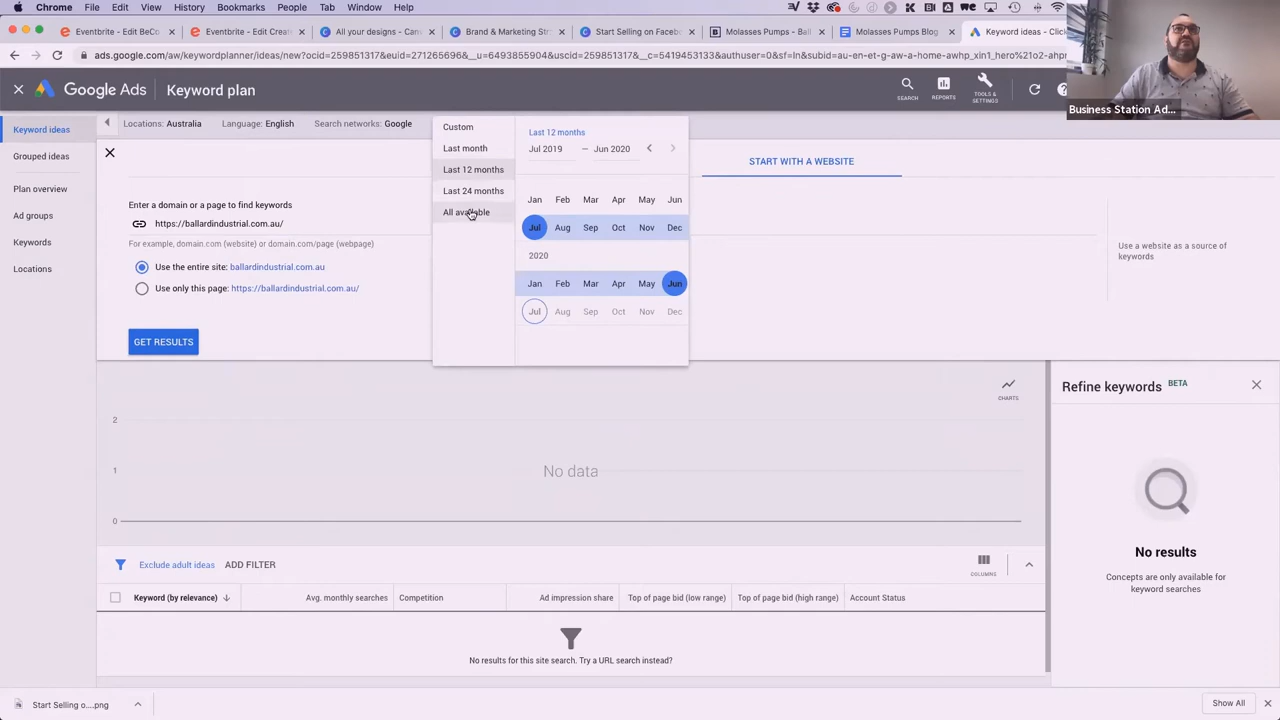 Chrome File Edit View History Bookmarks People Tab Window Help
Eventbrite - Edit BeCo
Eventbrite - Edit Create
All your designs - Canv
Brand & Marketing Str
Start Selling on Facebo
Molasses Pumps - Ball
Molasses Pumps Blog
Keyword ideas - Click
ads.google.com/aw/keywordplanner/ideas/new?ocid=259851317&euid=271265896&__u=6493855904&uscid=259851317&__c=5419453133&authuser=0&sf=ln&subid=au-en-et-g-aw-a-home-awhp_xin1_hero%21o2-ahp
Google Ads
Keyword plan
SEARCH
REPORTS
TOOLS &
SETTINGS
Business Station Ad...
Keyword ideas
Grouped ideas
Plan overview
Ad groups
Keywords
Locations
Locations: Australia
Language: English
Search networks: Google
Custom
Last month
Last 12 months
Last 24 months
All available
Last 12 months
Jul 2019 — Jun 2020
Jan Feb Mar Apr May Jun
Jul Aug Sep Oct Nov Dec
2020
Jan Feb Mar Apr May Jun
Jul Aug Sep Oct Nov Dec
START WITH A WEBSITE
Enter a domain or a page to find keywords
https://ballardindustrial.com.au/
For example, domain.com (website) or domain.com/page (webpage)
Use the entire site: ballardindustrial.com.au
Use only this page: https://ballardindustrial.com.au/
GET RESULTS
Use a website as a source of
keywords
CHARTS
2
1
0
No data
Refine keywords BETA
No results
Concepts are only available for
keyword searches
Exclude adult ideas
ADD FILTER
COLUMNS
Keyword (by relevance)
Avg. monthly searches
Competition
Ad impression share
Top of page bid (low range)
Top of page bid (high range)
Account Status
No results for this site search. Try a URL search instead?
Start Selling o....png
Show All